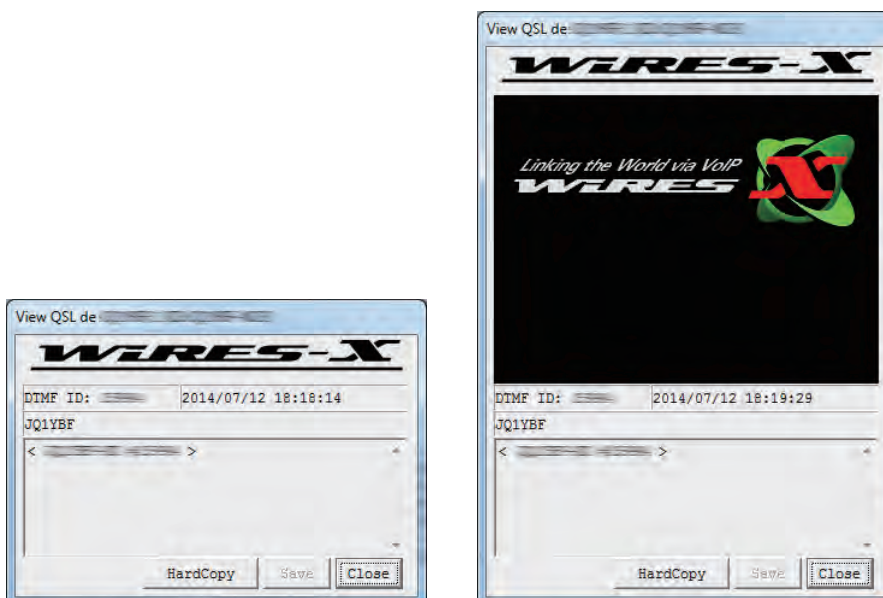 View QSL de
WIRES-X
DTMF ID: 2014/07/12 18:18:14
JQ1YBF
< >
HardCopy Save Close
View QSL de
WIRES-X
Linking the World via VoIP
WIRES X
DTMF ID: 2014/07/12 18:19:29
JQ1YBF
< >
HardCopy Save Close